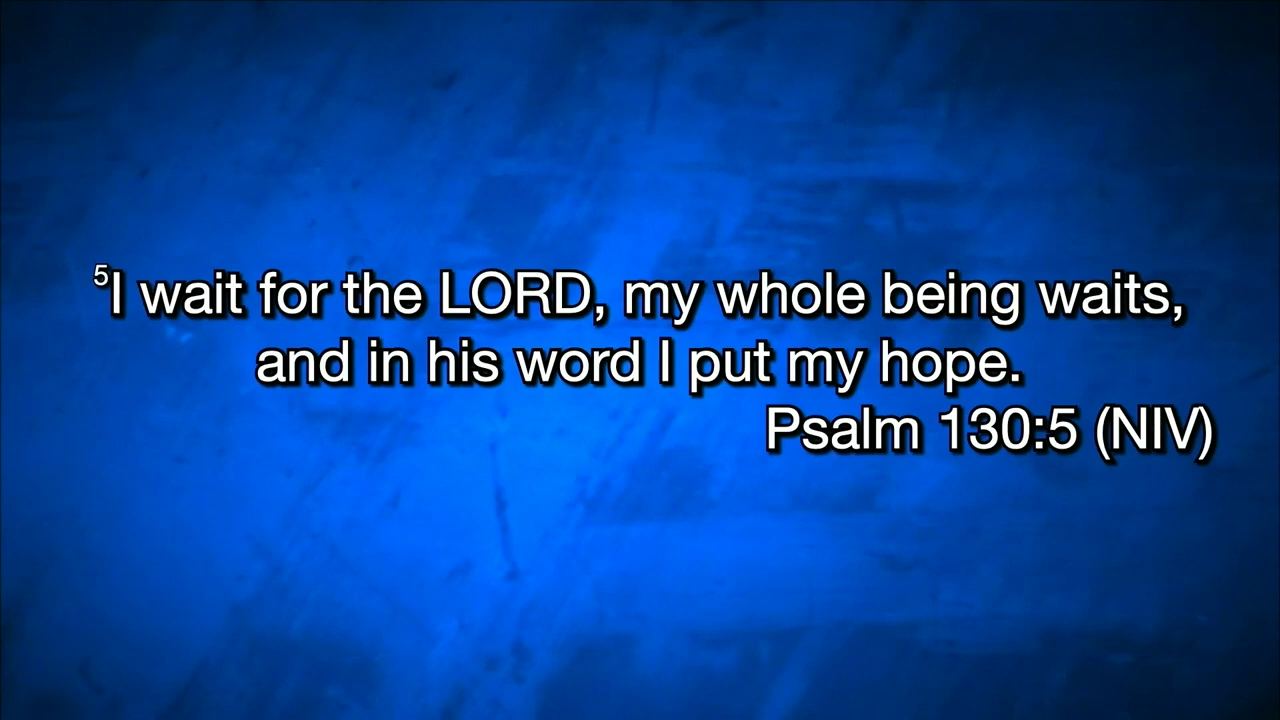 ⁵I wait for the LORD, my whole being waits,
and in his word I put my hope.
Psalm 130:5 (NIV)